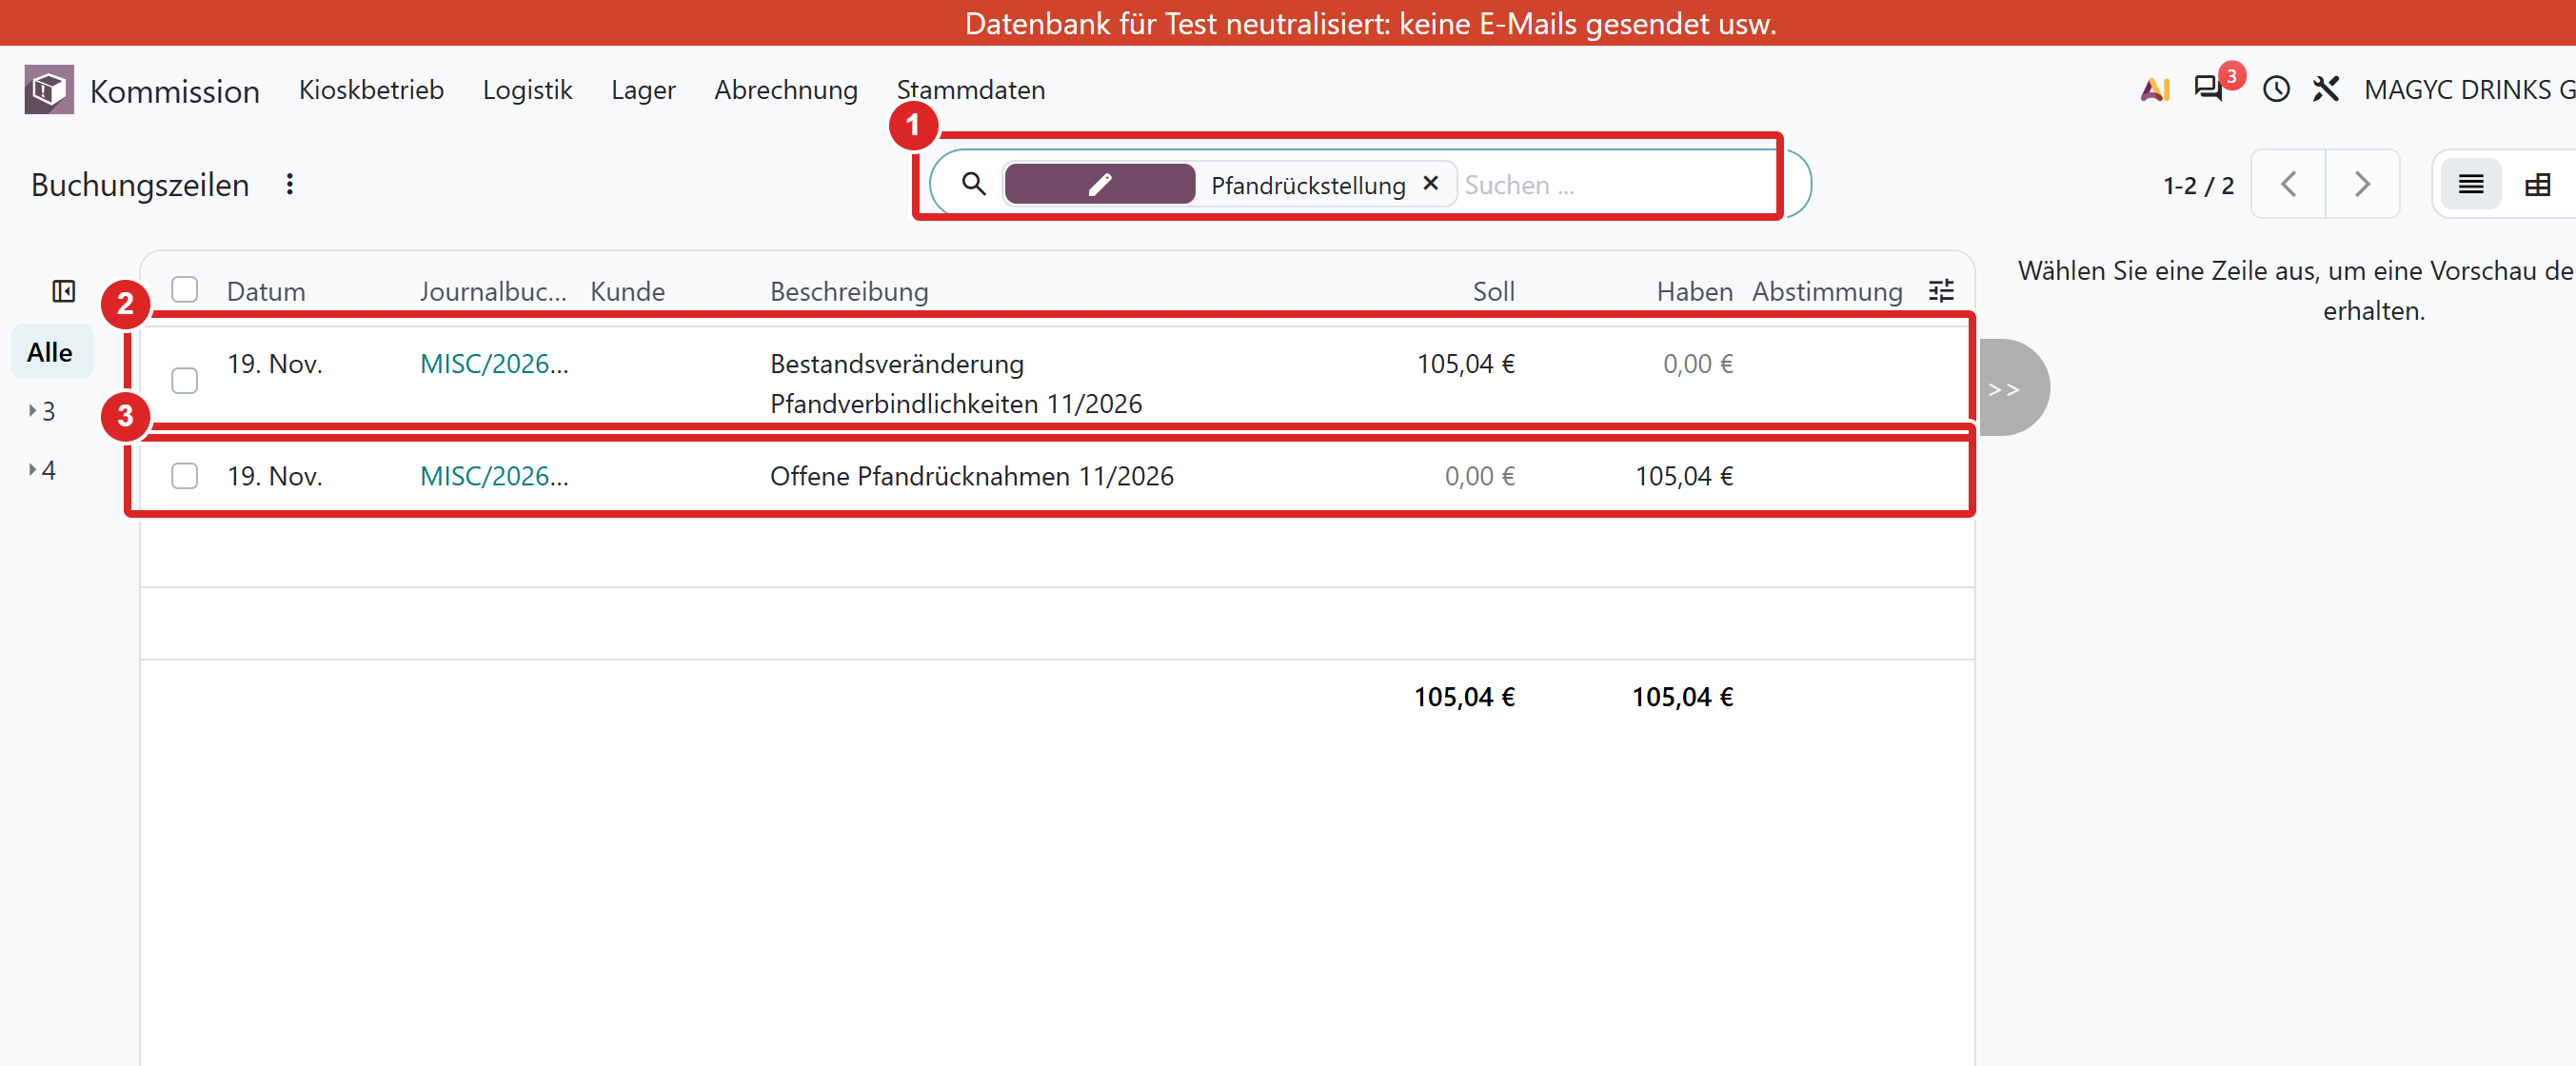 Datenbank für Test neutralisiert: keine E-Mails gesendet usw.
Kommission Kioskbetrieb Logistik Lager Abrechnung Stammdaten AI 3 MAGYC DRINKS G
1
Buchungszeilen Pfandrückstellung × Suchen ... 1-2 / 2
Wählen Sie eine Zeile aus, um eine Vorschau de
erhalten.
Datum Journalbuc... Kunde Beschreibung Soll Haben Abstimmung
2
Alle
19. Nov. MISC/2026... Bestandsveränderung 105,04 € 0,00 €
Pfandverbindlichkeiten 11/2026
>>
3
3
19. Nov. MISC/2026... Offene Pfandrücknahmen 11/2026 0,00 € 105,04 €
4
105,04 € 105,04 €